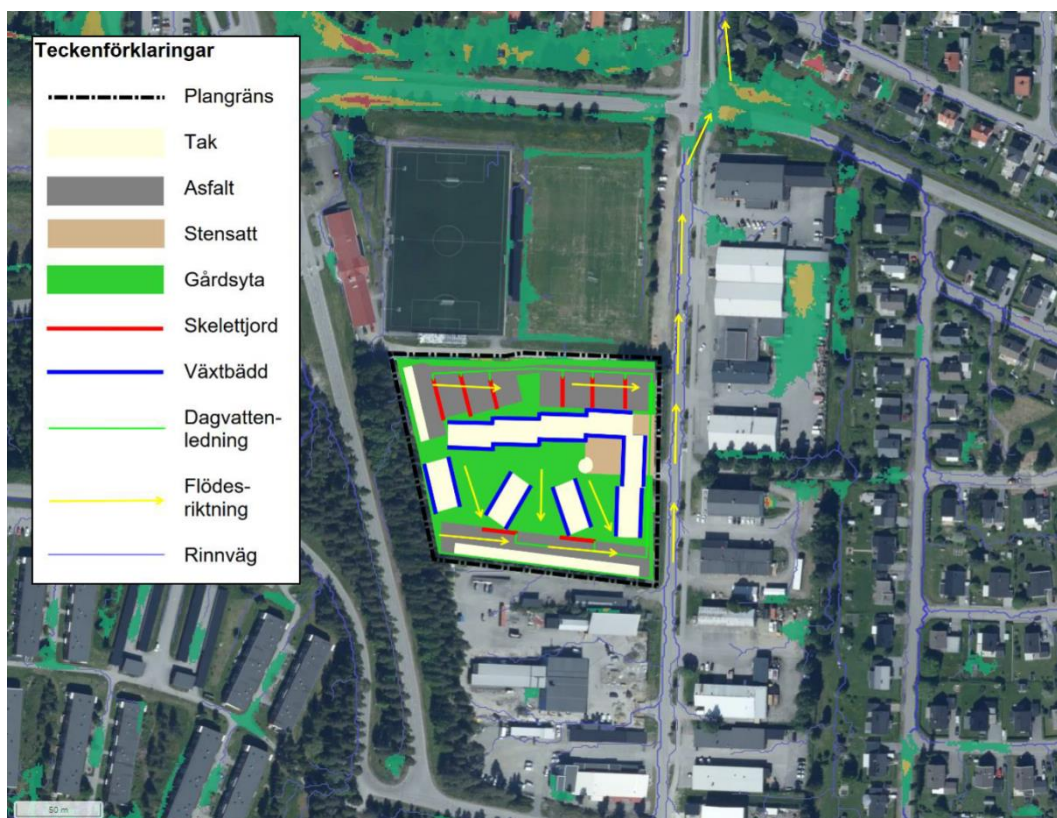 Teckenförklaringar
Plangräns
Tak
Asfalt
Stensatt
Gårdsyta
Skelettjord
Växtbädd
Dagvatten-
ledning
Flödes-
riktning
Rinnväg
50 m